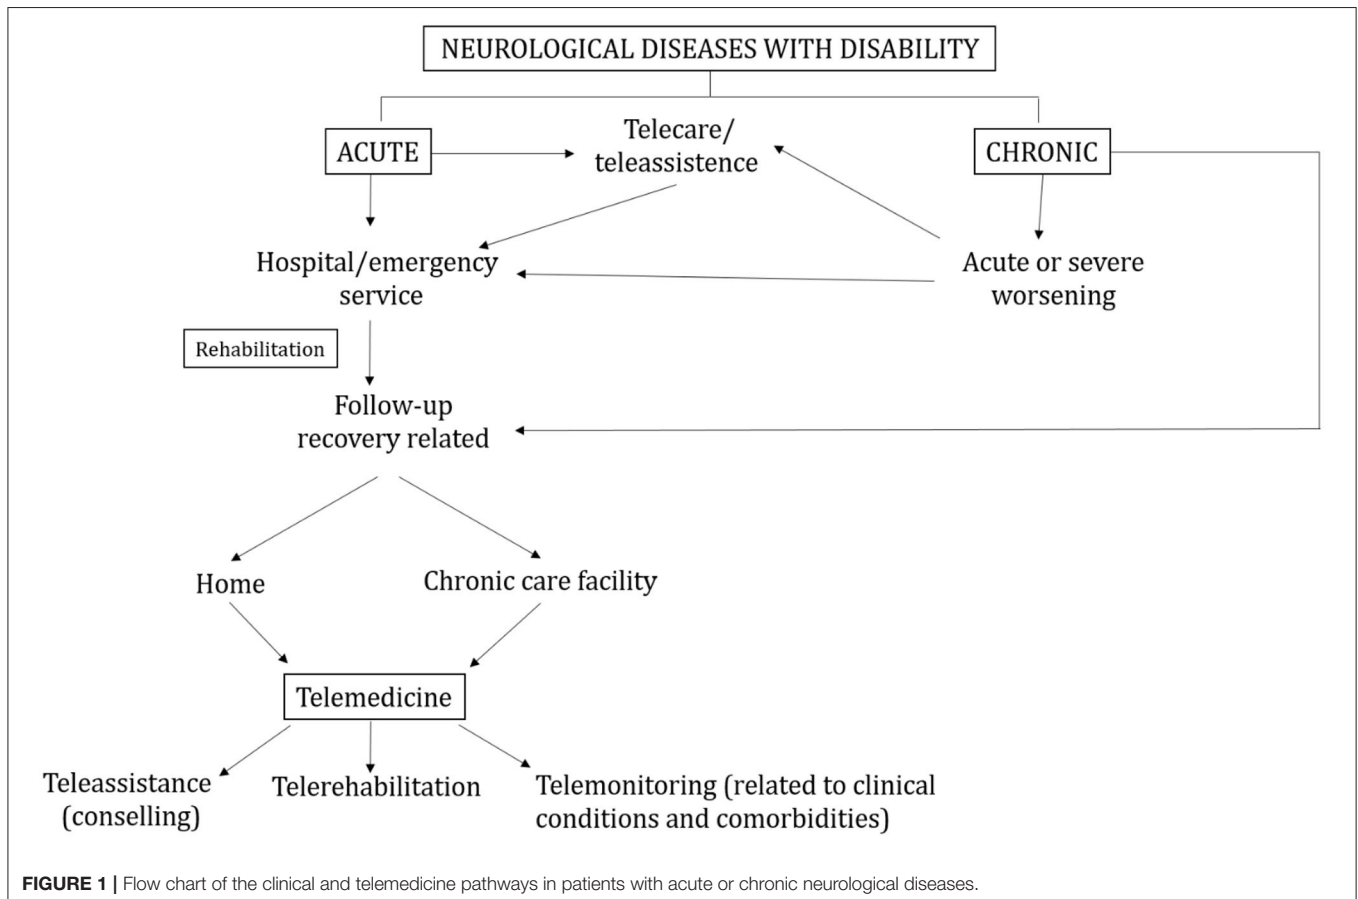 NEUROLOGICAL DISEASES WITH DISABILITY
ACUTE
Telecare/
teleassistence
CHRONIC
Hospital/emergency
service
Acute or severe
worsening
Rehabilitation
Follow-up
recovery related
Home
Chronic care facility
Telemedicine
Teleassistance
(conselling)
Telerehabilitation
Telemonitoring (related to clinical
conditions and comorbidities)
FIGURE 1 | Flow chart of the clinical and telemedicine pathways in patients with acute or chronic neurological diseases.